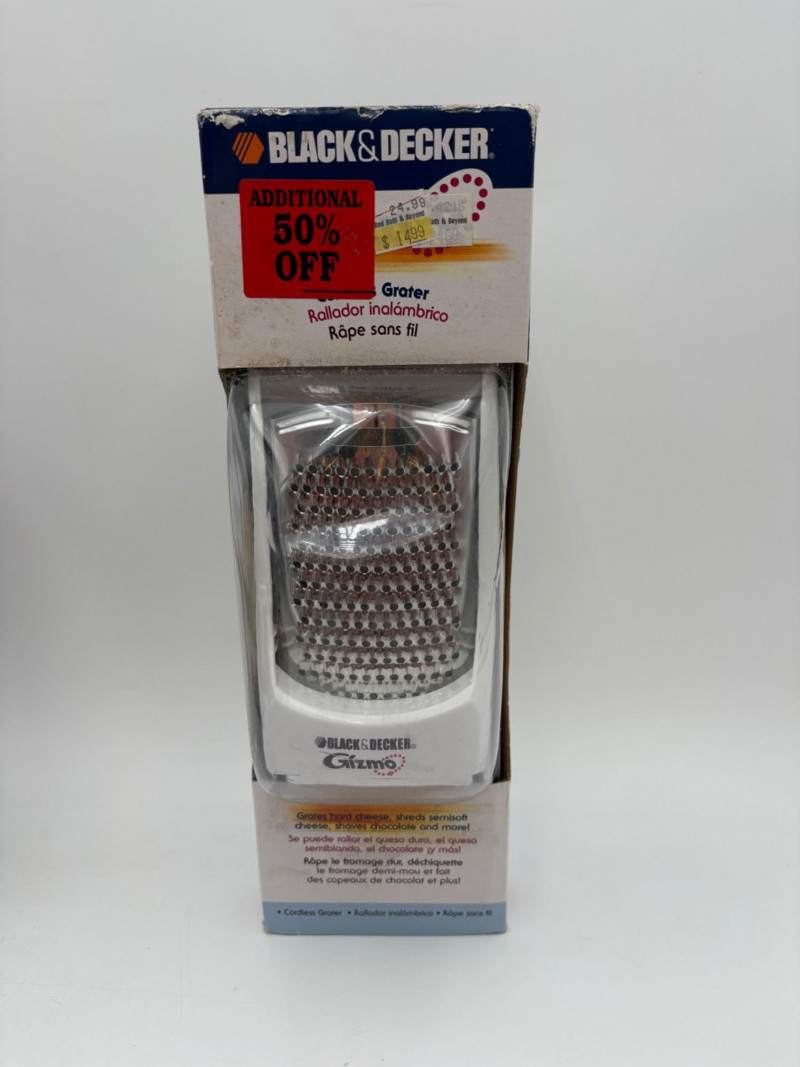 BLACK&DECKER®
ADDITIONAL
50%
OFF
24.99
Bed Bath & Beyond
$ 1499
Grater
Rallador inalámbrico
Râpe sans fil
BLACK&DECKER®
Gizmo
Grates hard cheese, shreds semisoft
cheese, shaves chocolate and more!
Se puede rallar el queso duro, el queso
semiblando, el chocolate ¡y más!
Râpe le fromage dur, déchiquette
le fromage demi-mou et fait
des copeaux de chocolat et plus!
• Cordless Grater • Rallador inalámbrico • Râpe sans fil